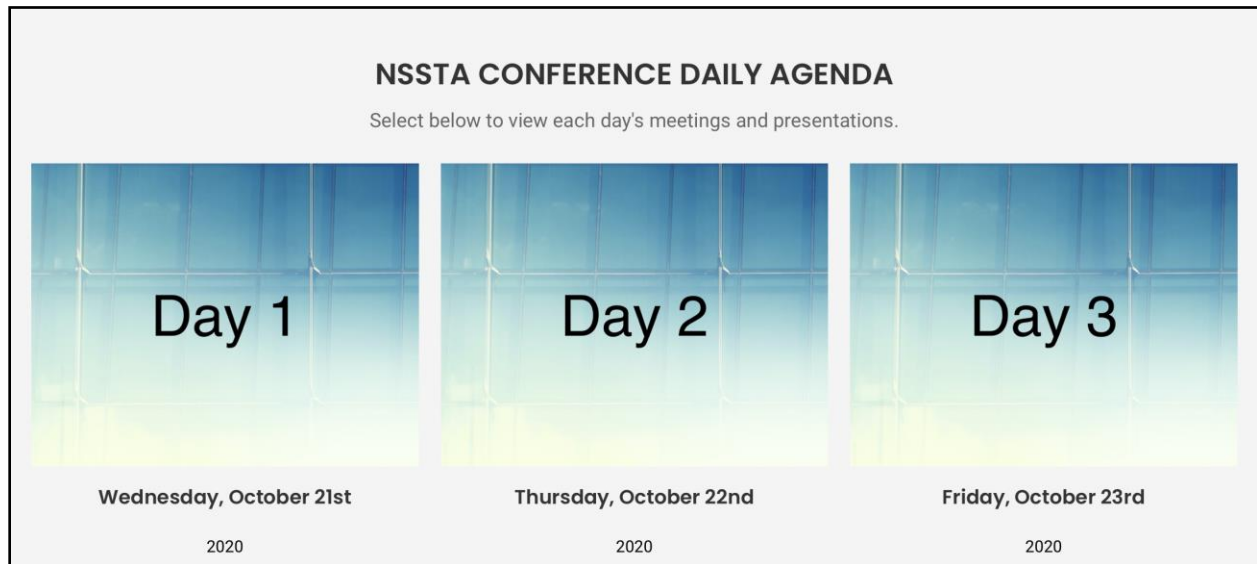 NSSTA CONFERENCE DAILY AGENDA
Select below to view each day's meetings and presentations.
Day 1
Day 2
Day 3
Wednesday, October 21st
Thursday, October 22nd
Friday, October 23rd
2020
2020
2020